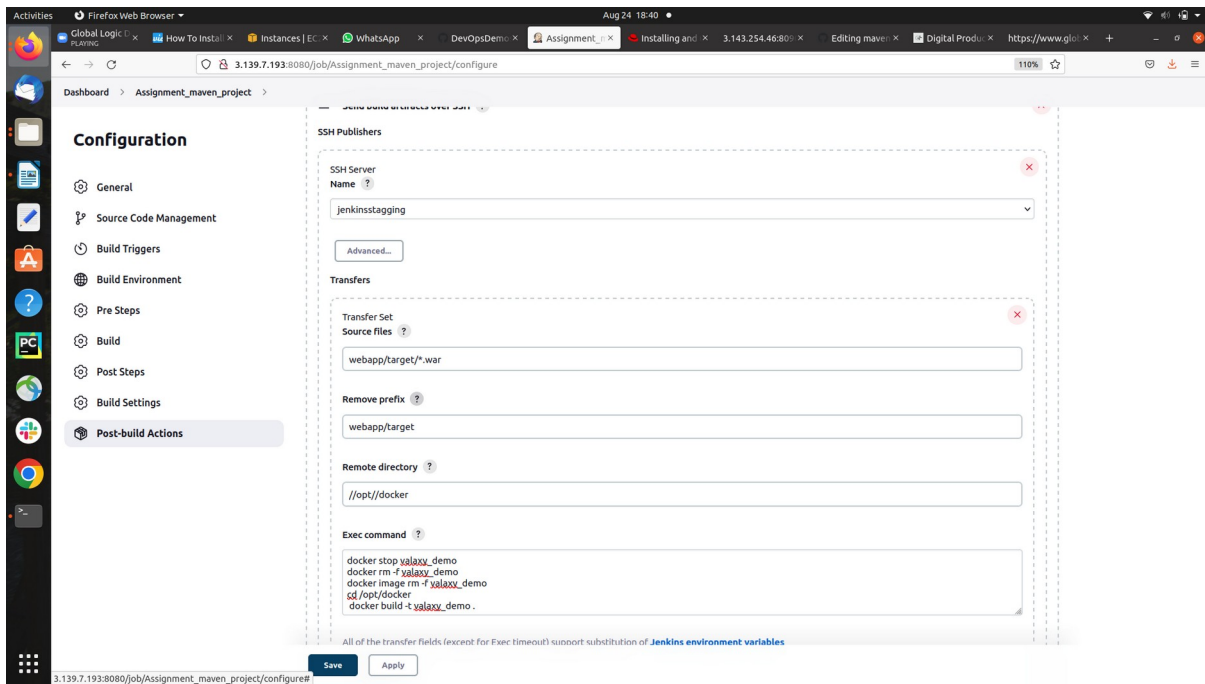 Activities Firefox Web Browser Aug 24 18:40
Global Logic D
PLAYING
How To Install
Instances | EC
WhatsApp
DevOpsDemo
Assignment_m
Installing and
3.143.254.46:809
Editing maven
Digital Produc
https://www.glob
3.139.7.193:8080/job/Assignment_maven_project/configure 110%
Dashboard > Assignment_maven_project >
Configuration
General
Source Code Management
Build Triggers
Build Environment
Pre Steps
Build
Post Steps
Build Settings
Post-build Actions
Send build artifacts over SSH ?
SSH Publishers
SSH Server
Name ?
jenkinsstagging
Advanced...
Transfers
Transfer Set
Source files ?
webapp/target/*.war
Remove prefix ?
webapp/target
Remote directory ?
//opt//docker
Exec command ?
docker stop valaxy_demo
docker rm -f valaxy_demo
docker image rm -f valaxy_demo
cd /opt/docker
docker build -t valaxy_demo .
All of the transfer fields (except for Exec timeout) support substitution of Jenkins environment variables
Save Apply
3.139.7.193:8080/job/Assignment_maven_project/configure#